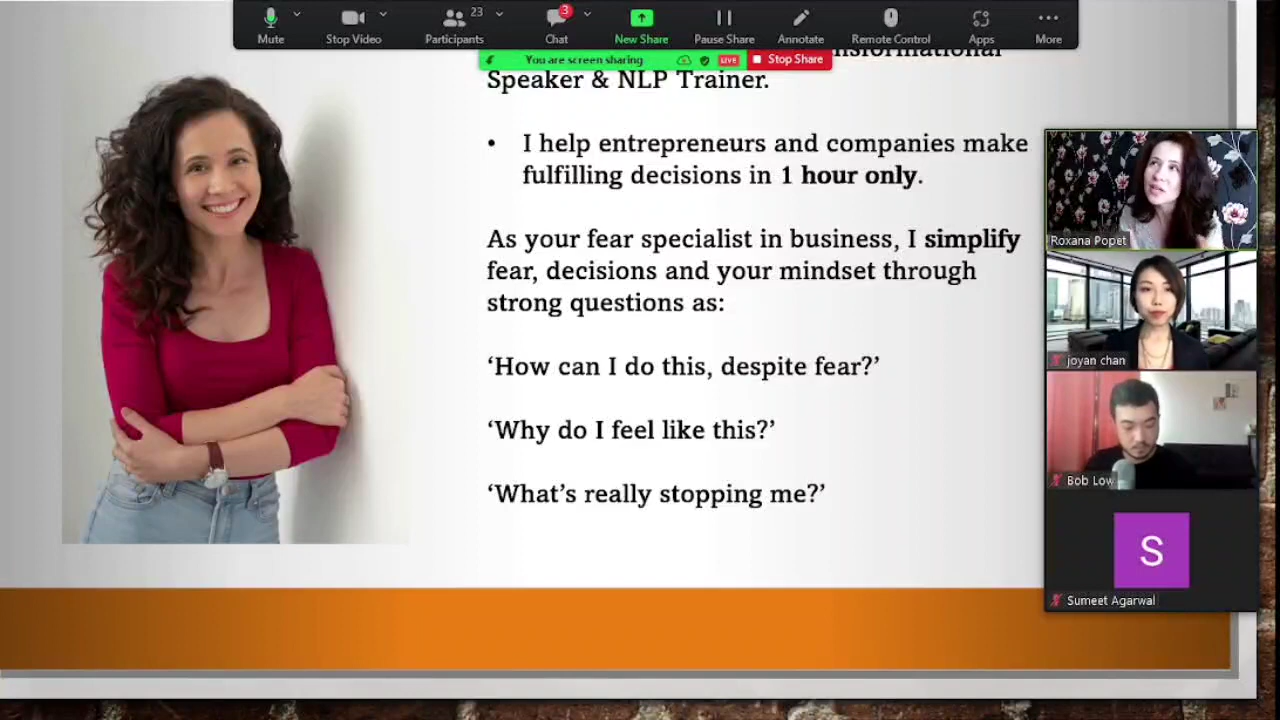 23
3
Mute
Stop Video
Participants
Chat
New Share
Pause Share
Annotate
Remote Control
Apps
More
You are screen sharing
LIVE
Stop Share
Speaker & NLP Trainer.
• I help entrepreneurs and companies make
fulfilling decisions in 1 hour only.
As your fear specialist in business, I simplify
fear, decisions and your mindset through
strong questions as:
‘How can I do this, despite fear?’
‘Why do I feel like this?’
‘What’s really stopping me?’
Roxana Popet
joyan chan
Bob Low
S
Sumeet Agarwal